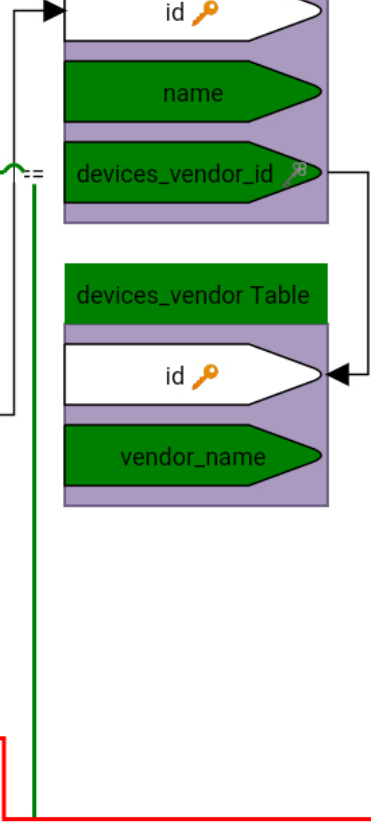 id
name
devices_vendor_id
==
devices_vendor Table
id
vendor_name